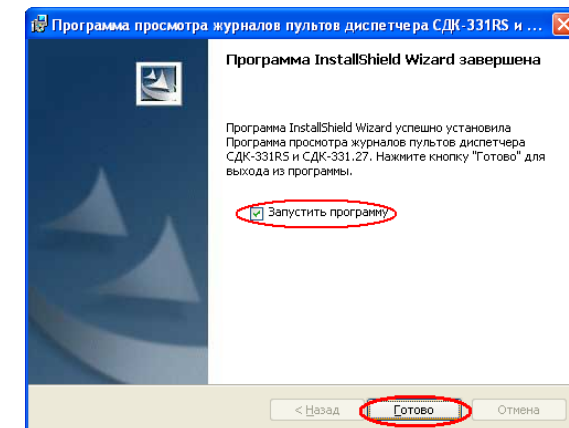 Программа просмотра журналов пультов диспетчера СДК-331RS и ...
Программа InstallShield Wizard завершена
Программа InstallShield Wizard успешно установила
Программа просмотра журналов пультов диспетчера
СДК-331RS и СДК-331.27. Нажмите кнопку "Готово" для
выхода из программы.
Запустить программу
< Назад Готово Отмена